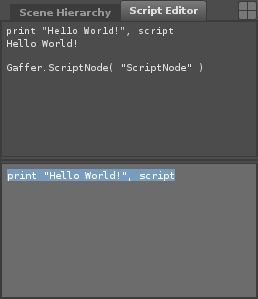 Scene Hierarchy Script Editor
print "Hello World!", script
Hello World!
Gaffer.ScriptNode( "ScriptNode" )
print "Hello World!", script